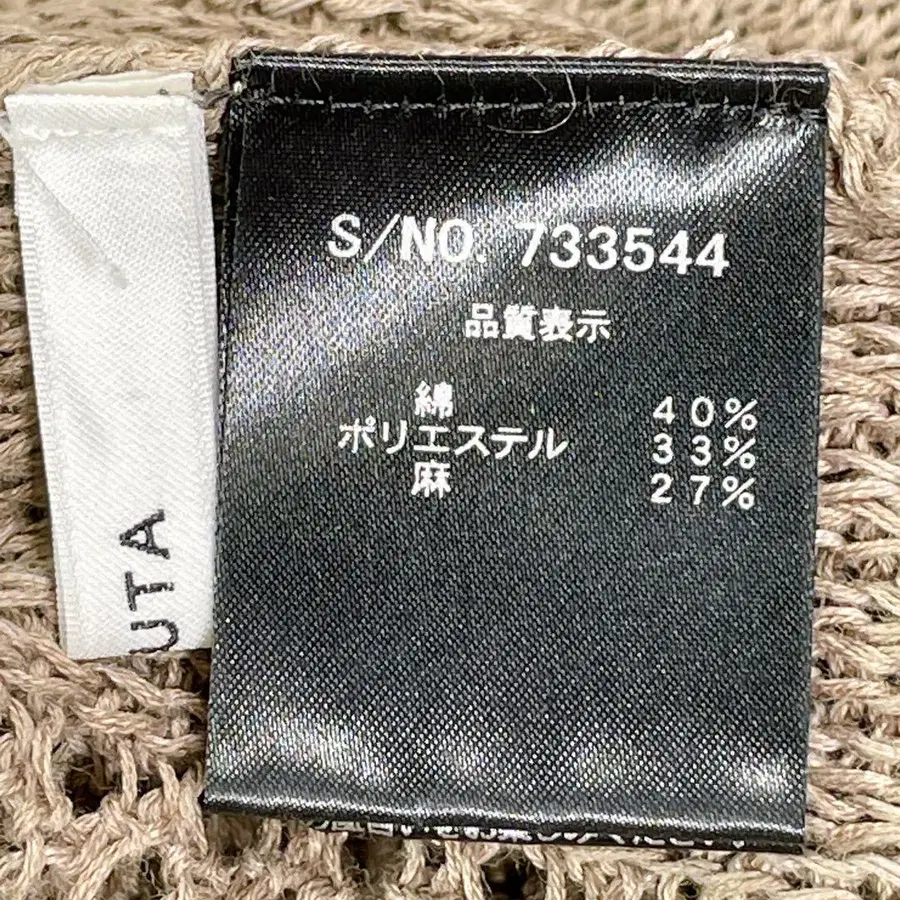 S/NO. 733544
品質表示
綿 40%
ポリエステル 33%
麻 27%
UTA